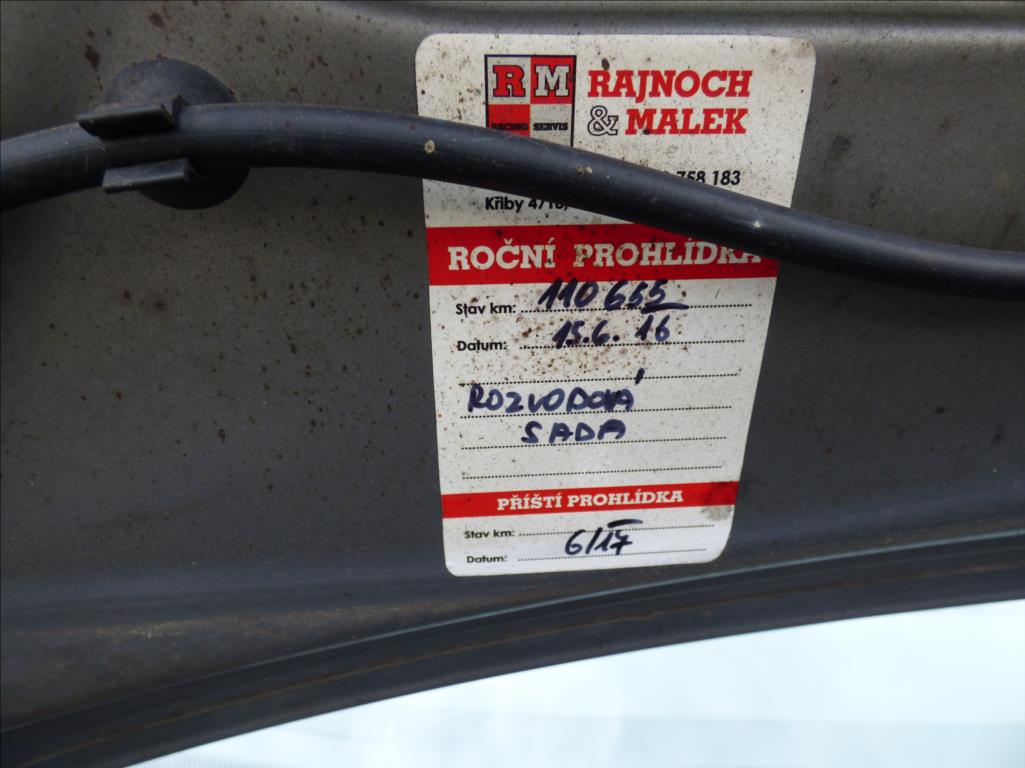 RM
RACING SERVIS
RAJNOCH
& MALEK
758 183
Křiby
ROČNÍ PROHLÍDKA
Stav km: 110 655
Datum: 15.6. 16
ROZVODOVÁ
SADA
PŘÍŠTÍ PROHLÍDKA
Stav km:
Datum: 6/17